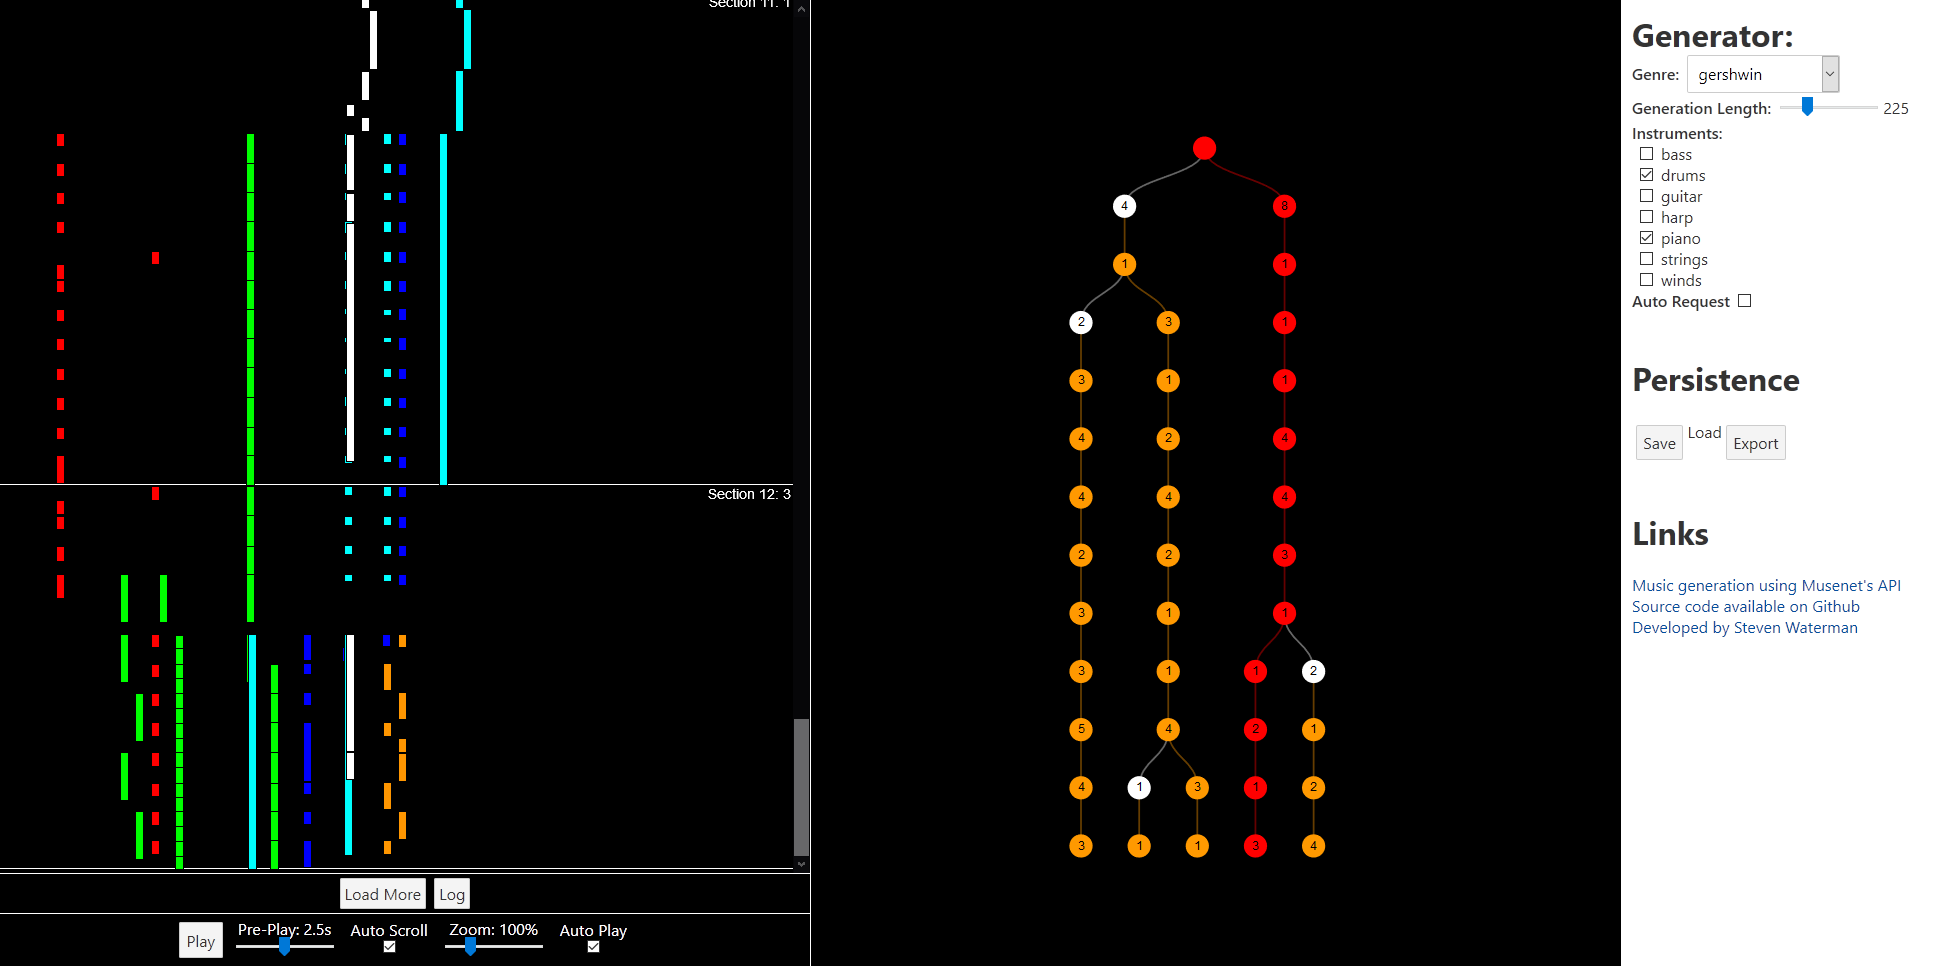 Section 11: 1
Section 12: 3
Load More
Log
Play
Pre-Play: 2.5s
Auto Scroll
Zoom: 100%
Auto Play
4 8
1 1
2 3 1
3 1 1
4 2 4
4 4 4
2 2 3
3 1 1
3 1 1 2
5 4 2 1
4 1 3 1 2
3 1 1 3 4
Generator:
Genre: gershwin
Generation Length: 225
Instruments:
bass
drums
guitar
harp
piano
strings
winds
Auto Request
Persistence
Save Load Export
Links
Music generation using Musenet's API
Source code available on Github
Developed by Steven Waterman